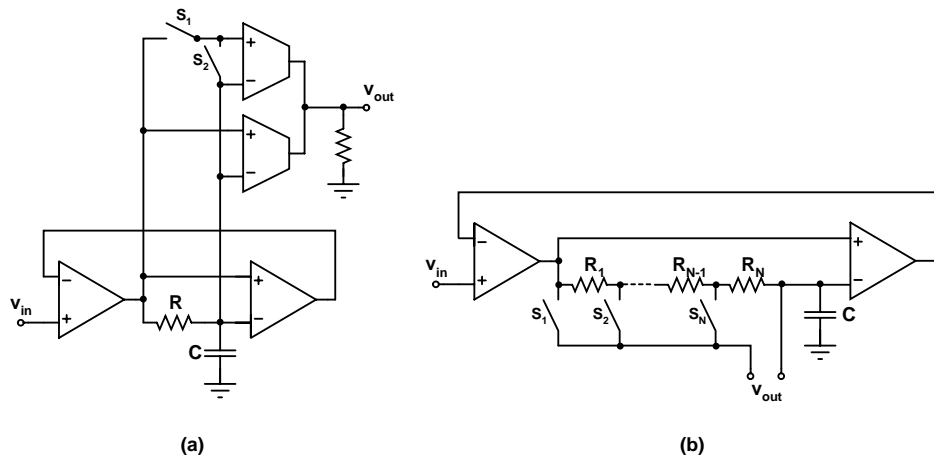 S1
S2
+
−
vout
+
−
−
+
vin
R
+
−
C
(a)
−
+
vin
R1
RN-1
RN
+
−
S1
S2
SN
C
vout
(b)